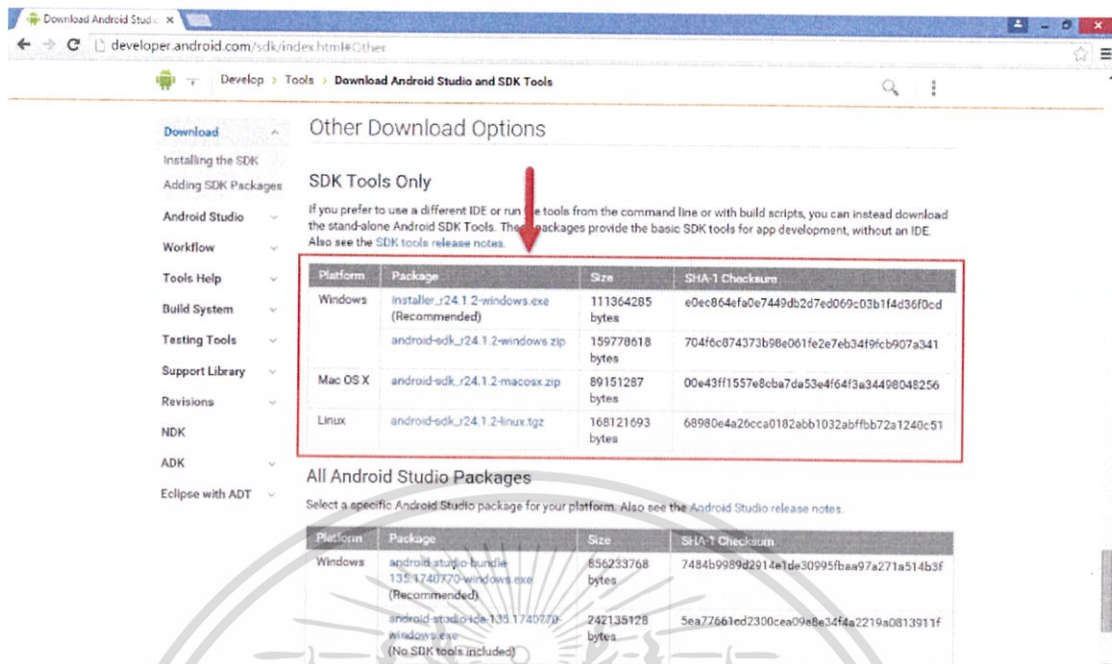 Download Android Studi
developer.android.com/sdk/index.html#Other
Develop > Tools > Download Android Studio and SDK Tools
Download
Installing the SDK
Adding SDK Packages
Android Studio
Workflow
Tools Help
Build System
Testing Tools
Support Library
Revisions
NDK
ADK
Eclipse with ADT
Other Download Options
SDK Tools Only
If you prefer to use a different IDE or run the tools from the command line or with build scripts, you can instead download
the stand-alone Android SDK Tools. These packages provide the basic SDK tools for app development, without an IDE.
Also see the SDK tools release notes.
Platform Package Size SHA-1 Checksum
Windows installer_r24.1.2-windows.exe 111364285 e0ec864efa0e7449db2d7ed069c03b1f4d36f0cd
(Recommended) bytes
android-sdk_r24.1.2-windows.zip 159778618 704f6c874373b98e061fe2e7eb34f9fcb907a341
bytes
Mac OS X android-sdk_r24.1.2-macosx.zip 89151287 00e43ff1557e8cba7da53e4f64f3a34498048256
bytes
Linux android-sdk_r24.1.2-linux.tgz 168121693 68980e4a26cca0182abb1032abffbb72a1240c51
bytes
All Android Studio Packages
Select a specific Android Studio package for your platform. Also see the Android Studio release notes.
Platform Package Size SHA-1 Checksum
Windows android-studio-bundle- 856233768 7484b9989d2914e1de30995fbaa97a271a514b3f
135.1740770-windows.exe bytes
(Recommended)
android-studio-ide-135.1740770- 242135128 5ea77661cd2300cea09e8e34f4a2219a0813911f
windows.exe bytes
(No SDK tools included)